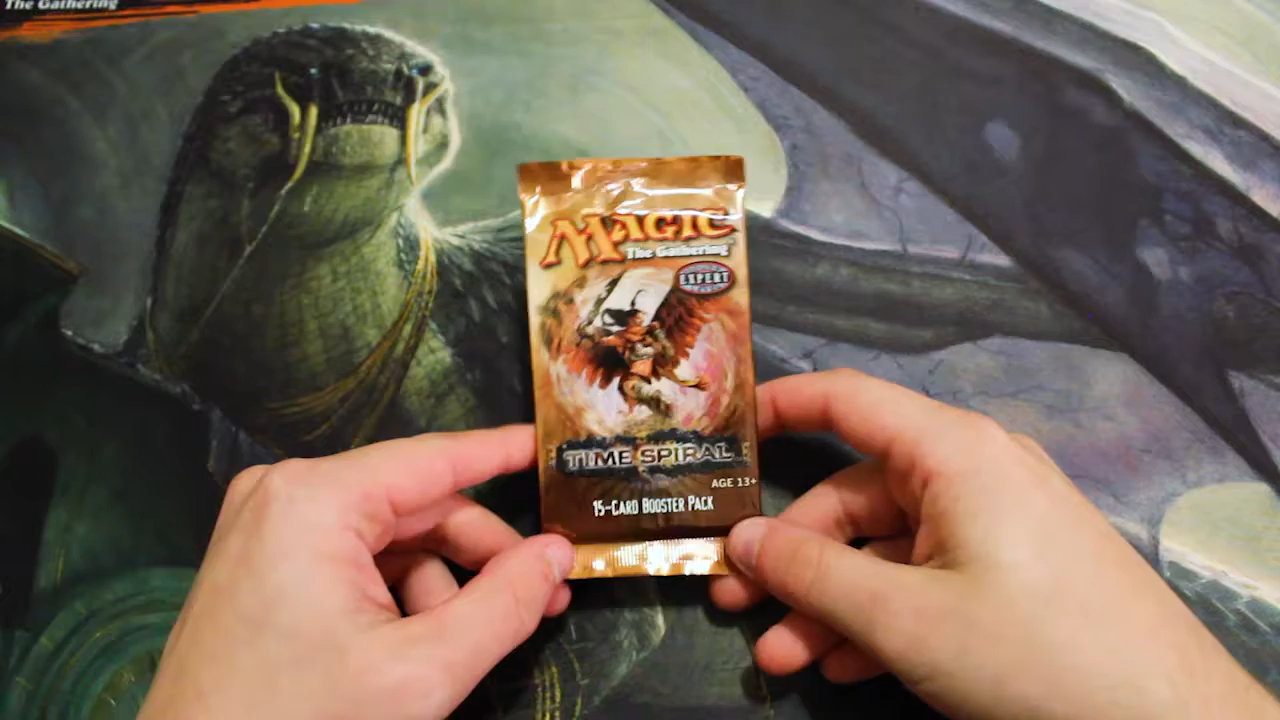 The Gathering
MAGIC
The Gathering
EXPERT
TIME SPIRAL
AGE 13+
15-CARD BOOSTER PACK